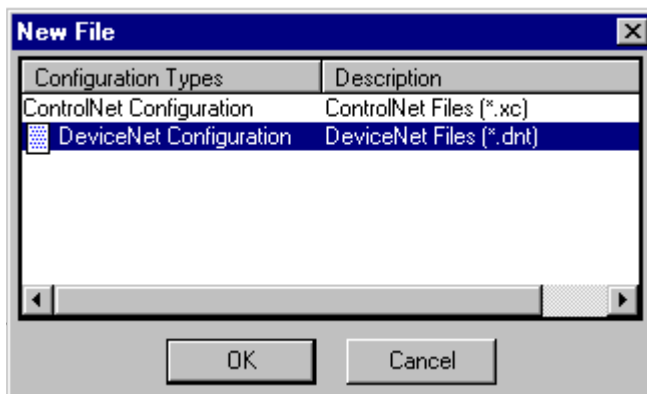 New File
Configuration Types Description
ControlNet Configuration ControlNet Files (*.xc)
DeviceNet Configuration DeviceNet Files (*.dnt)
OK Cancel